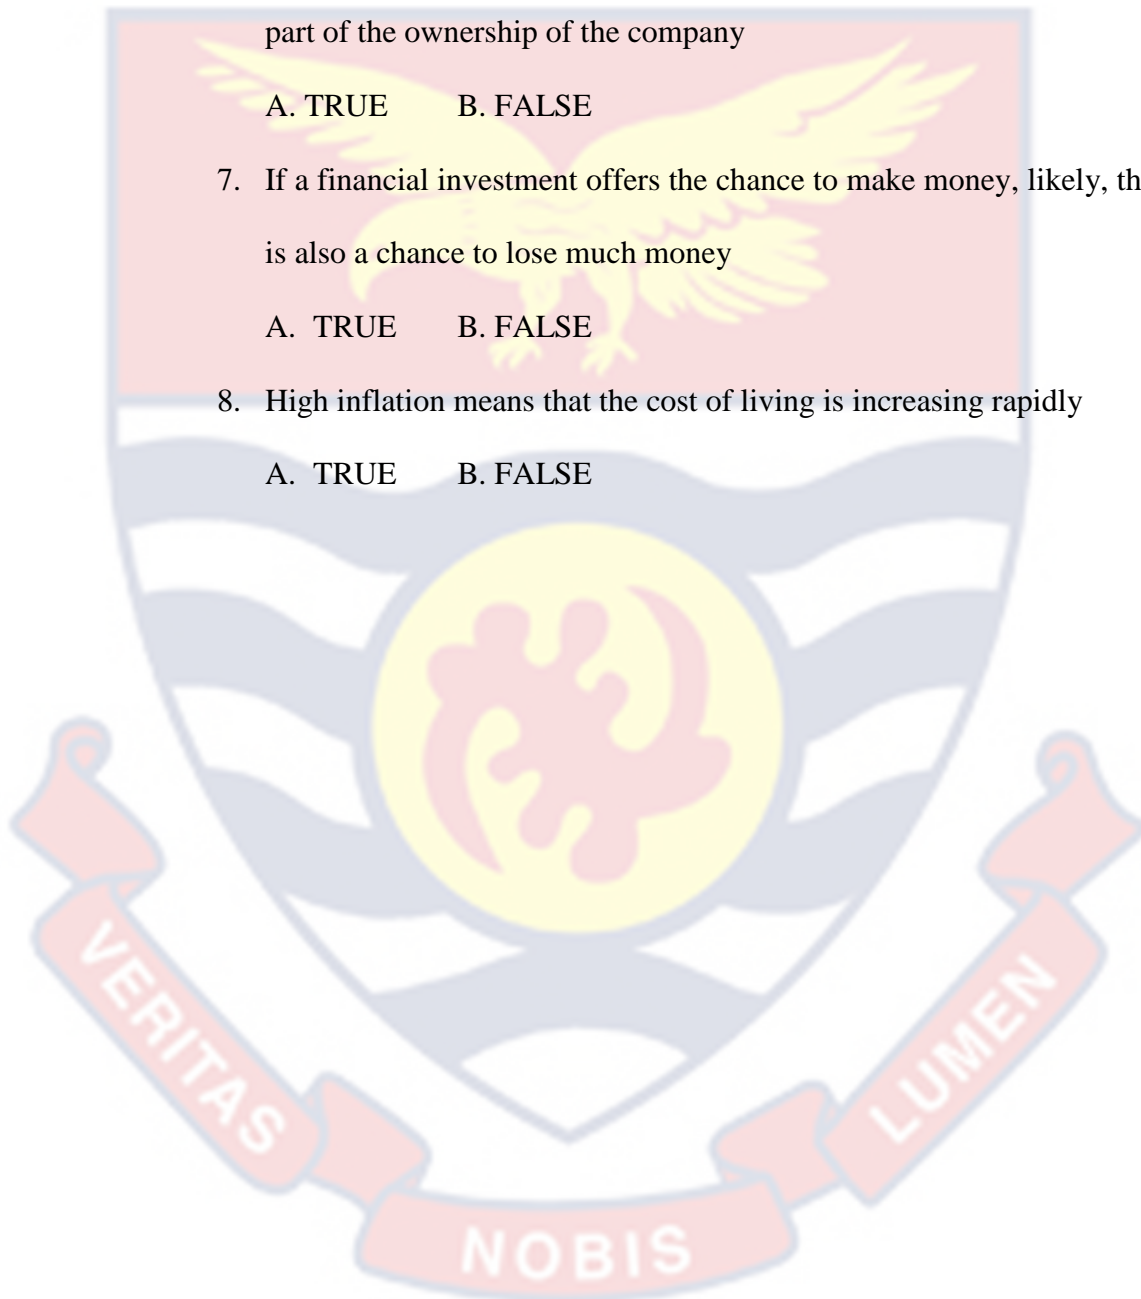 part of the ownership of the company
A. TRUE B. FALSE
7. If a financial investment offers the chance to make money, likely, th
is also a chance to lose much money
A. TRUE B. FALSE
8. High inflation means that the cost of living is increasing rapidly
A. TRUE B. FALSE
VERITAS
NOBIS
LUMEN